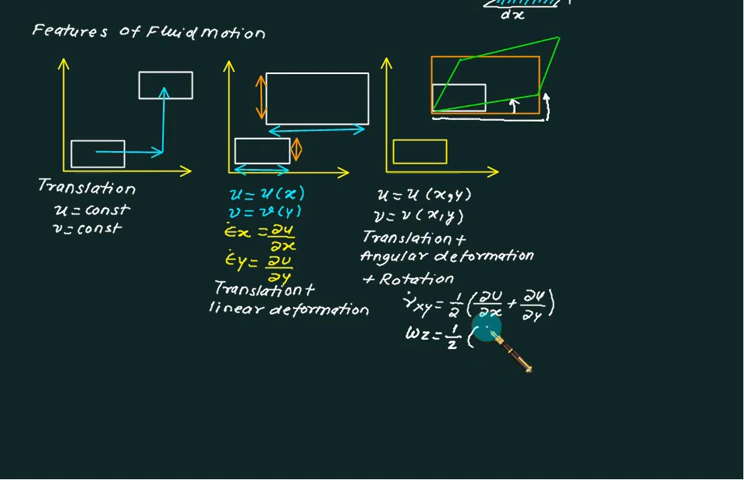 dx
Features of Fluid Motion
Translation
u = const
v = const
u = u(x)
v = v(y)
ε̇x = ∂u/∂x
ε̇y = ∂v/∂y
Translation +
linear deformation
u = u(x,y)
v = v(x,y)
Translation +
Angular deformation
+ Rotation
γ̇xy = 1/2 (∂v/∂x + ∂u/∂y)
ωz = 1/2 (